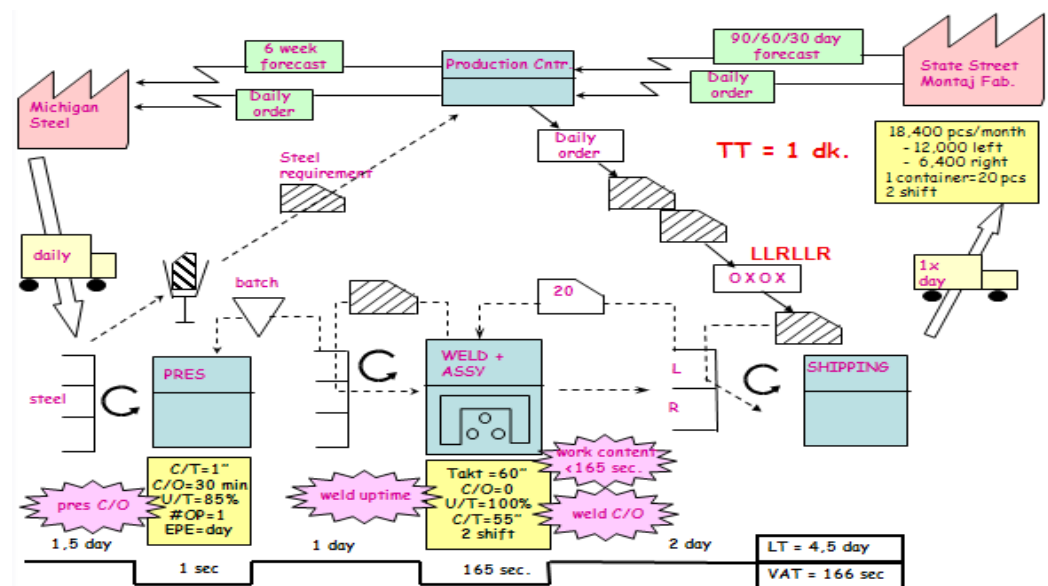 6 week
forecast
Production Cntr.
90/60/30 day
forecast
State Street
Montaj Fab.
Michigan
Steel
Daily
order
Daily
order
Daily
order
TT = 1 dk.
18,400 pcs/month
- 12,000 left
- 6,400 right
1 container=20 pcs
2 shift
Steel
requirement
daily
batch
LLRLLR
OXOX
1x
day
20
steel
PRES
WELD +
ASSY
L
R
SHIPPING
pres C/O
C/T=1”
C/O=30 min
U/T=85%
#OP=1
EPE=day
weld uptime
Takt =60”
C/O=0
U/T=100%
C/T=55”
2 shift
work content
<165 sec.
weld C/O
1,5 day
1 day
2 day
LT = 4,5 day
1 sec
165 sec.
VAT = 166 sec